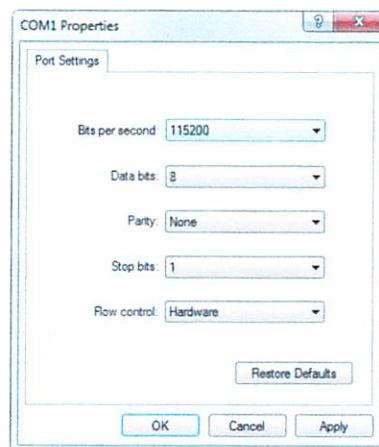 COM1 Properties
Port Settings
Bits per second: 115200
Data bits: 8
Parity: None
Stop bits: 1
Flow control: Hardware
Restore Defaults
OK Cancel Apply